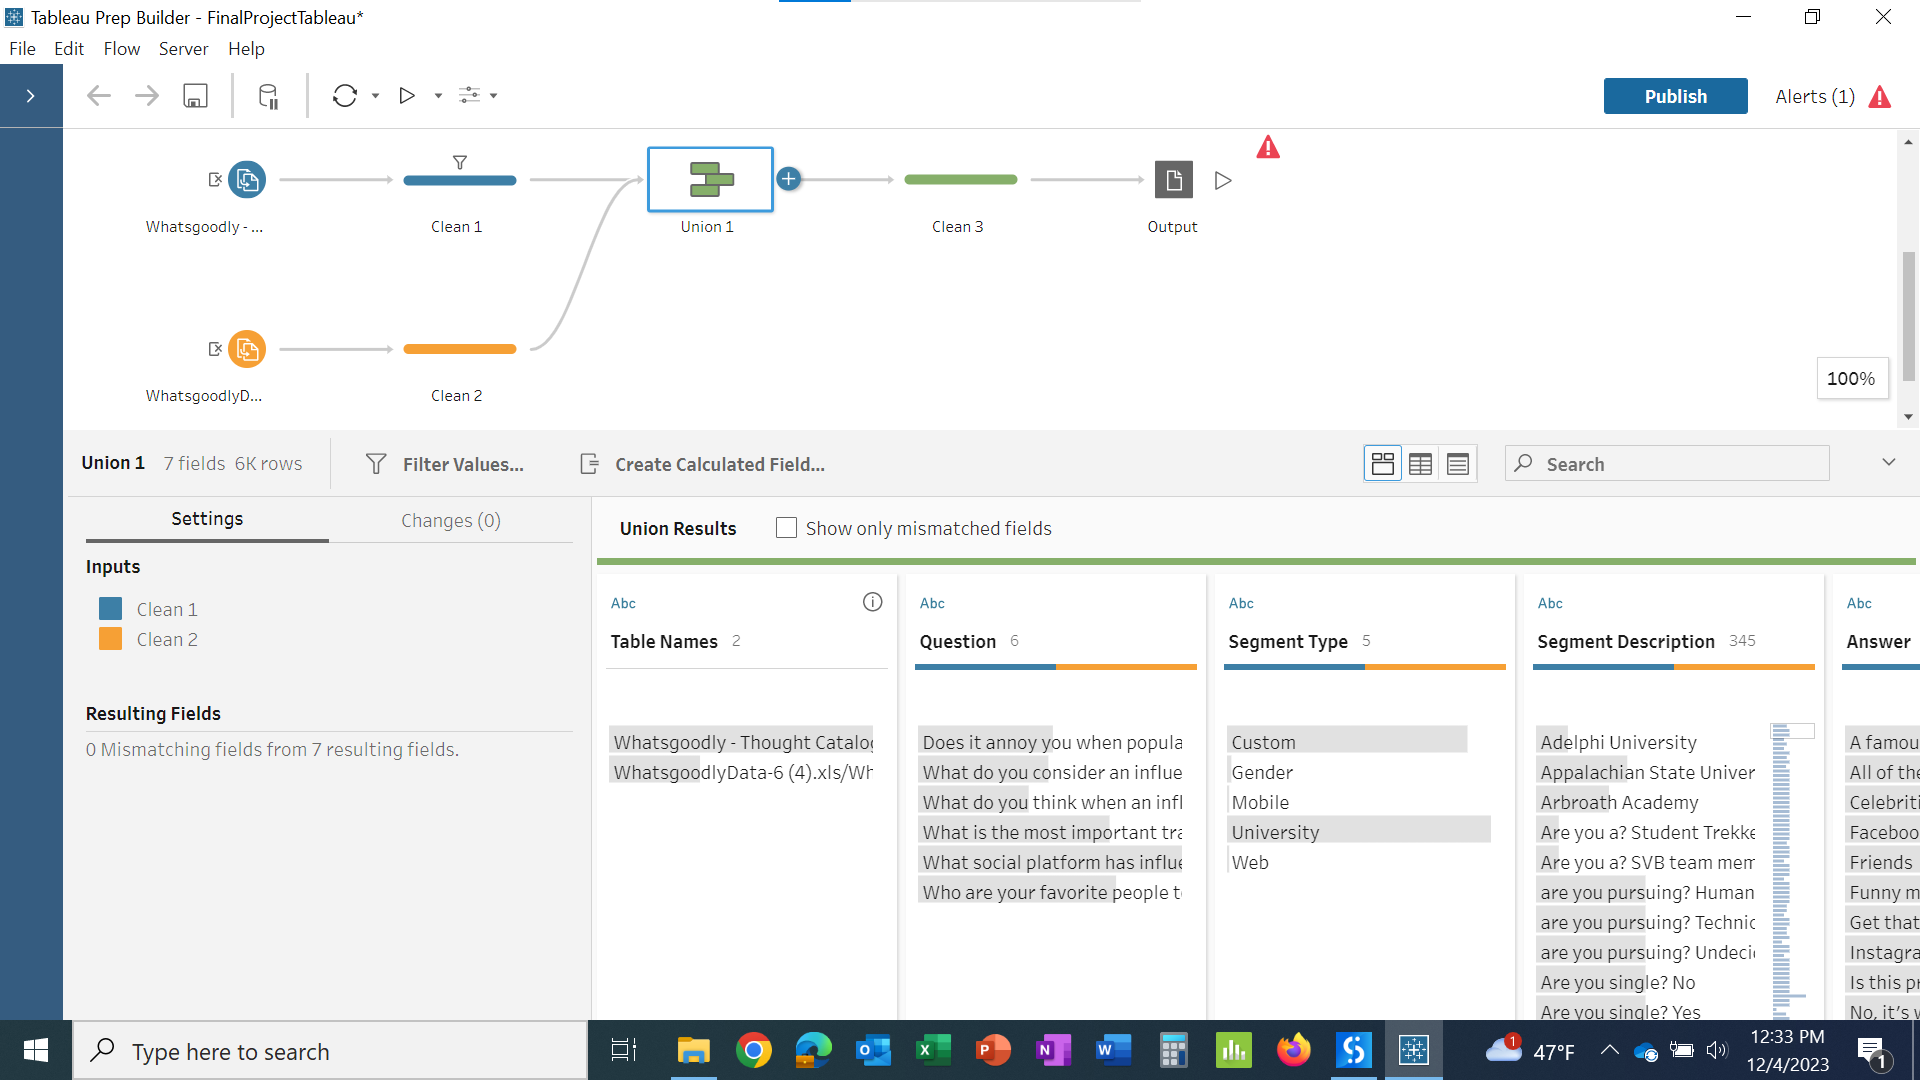 Tableau Prep Builder - FinalProjectTableau*
File Edit Flow Server Help
Publish Alerts (1)
Whatsgoodly - ... Clean 1 Union 1 Clean 3 Output
WhatsgoodlyD... Clean 2
100%
Union 1 7 fields 6K rows Filter Values... Create Calculated Field... Search
Settings Changes (0)
Union Results Show only mismatched fields
Inputs
Clean 1
Clean 2
Resulting Fields
0 Mismatching fields from 7 resulting fields.
Abc
Table Names 2
Whatsgoodly - Thought Catalog
WhatsgoodlyData-6 (4).xls/Wh
Abc
Question 6
Does it annoy you when popula
What do you consider an influe
What do you think when an infl
What is the most important tra
What social platform has influe
Who are your favorite people t
Abc
Segment Type 5
Custom
Gender
Mobile
University
Web
Abc
Segment Description 345
Adelphi University
Appalachian State Univer
Arbroath Academy
Are you a? Student Trekke
Are you a? SVB team mem
are you pursuing? Human
are you pursuing? Technic
are you pursuing? Undeci
Are you single? No
Are you single? Yes
Abc
Answer
A famou
All of the
Celebriti
Faceboo
Friends
Funny m
Get that
Instagra
Is this pr
No, it's w
Type here to search
1 47°F
12:33 PM
12/4/2023
1